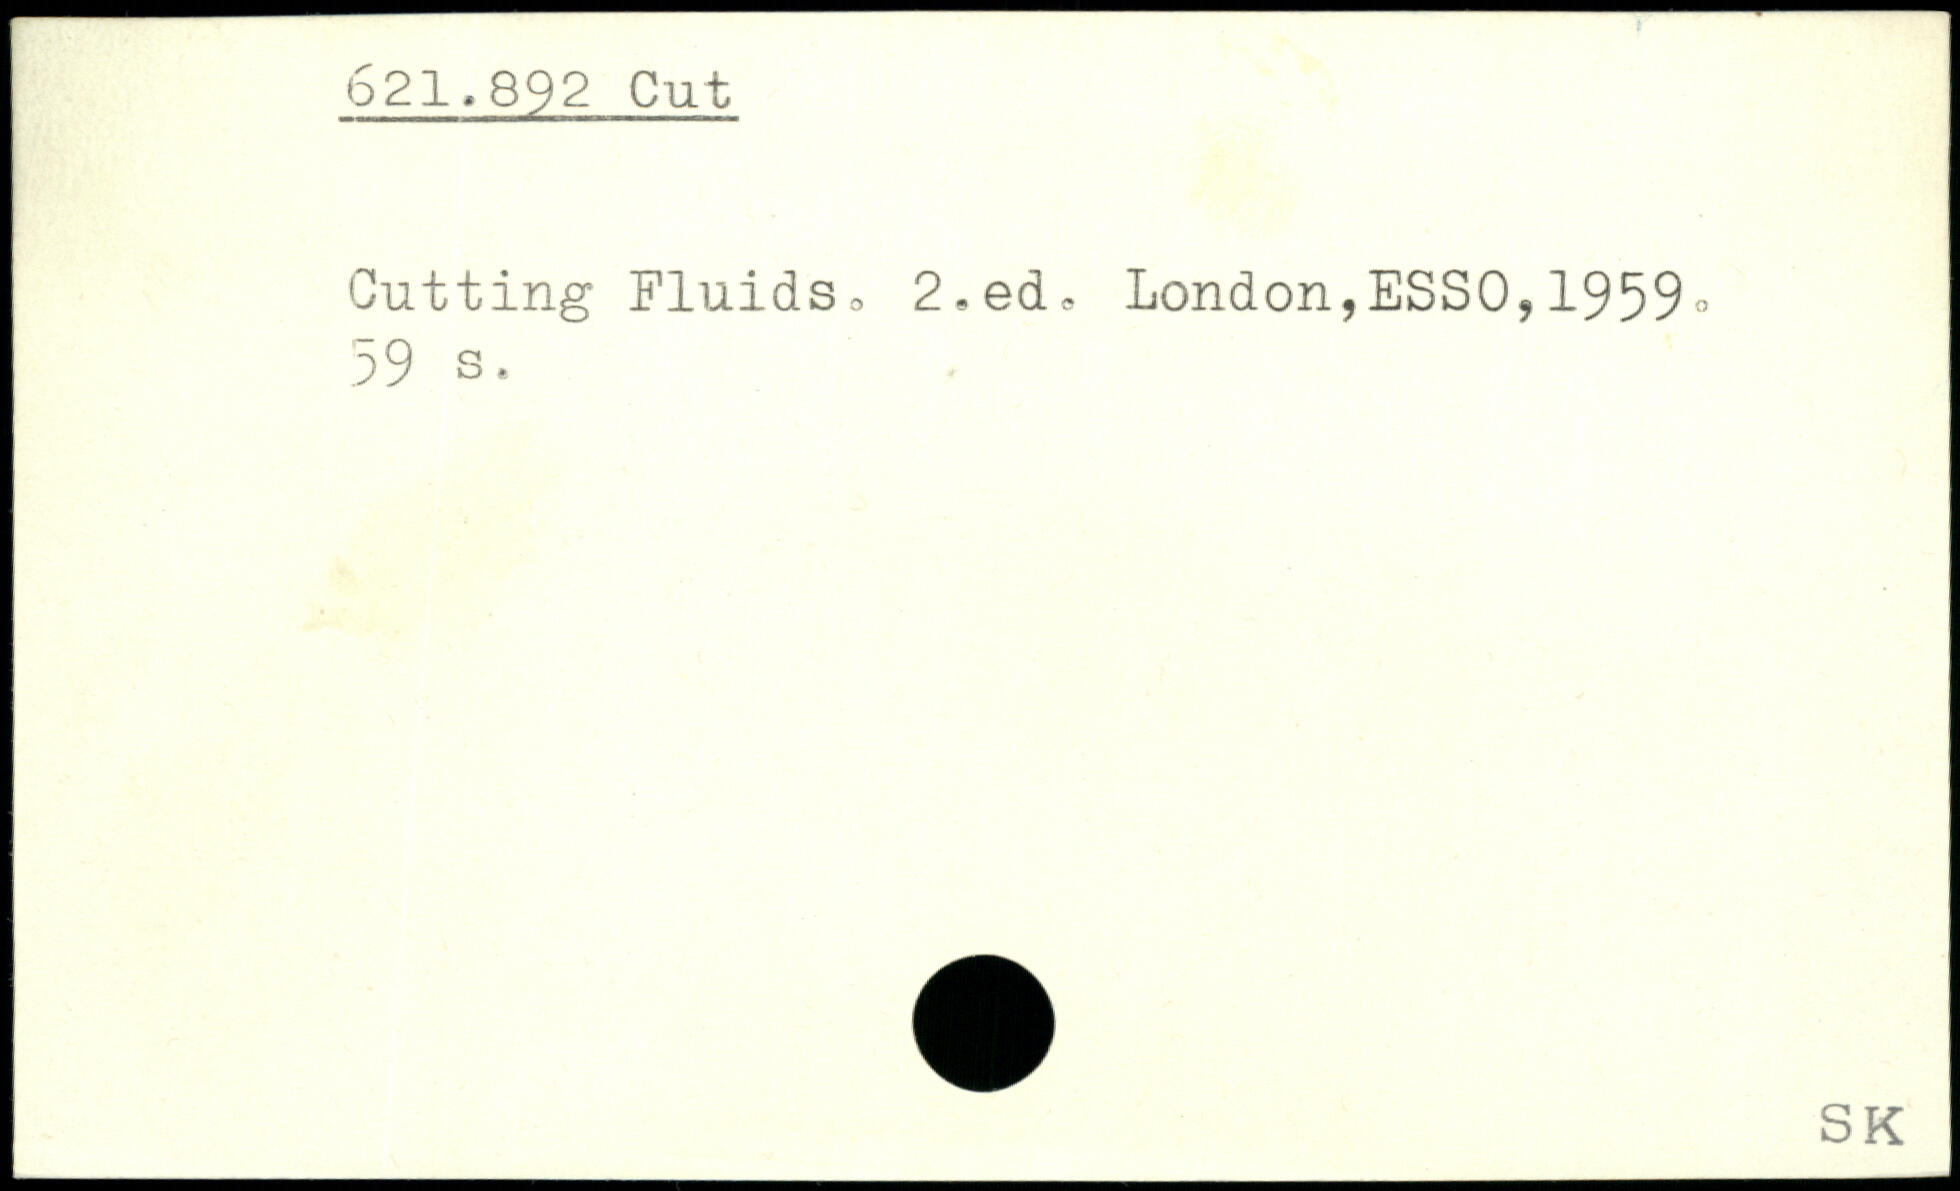 621.892 Cut
Cutting Fluids. 2.ed. London,ESSO,1959.
59 s.
SK